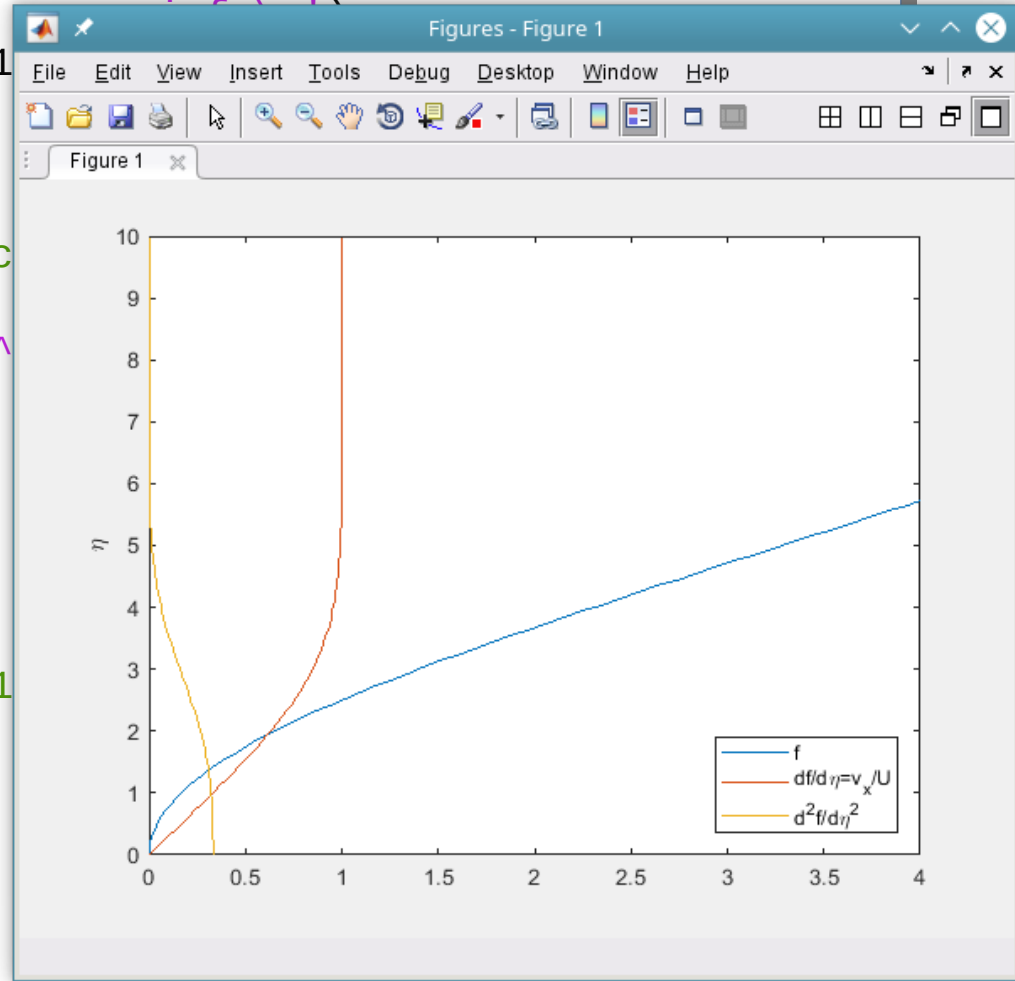 Figures - Figure 1
File Edit View Insert Tools Debug Desktop Window Help
Figure 1
10
9
8
7
6
5
4
3
2
1
0
η
0 0.5 1 1.5 2 2.5 3 3.5 4
f
df/dη=v_x/U
d²f/dη²